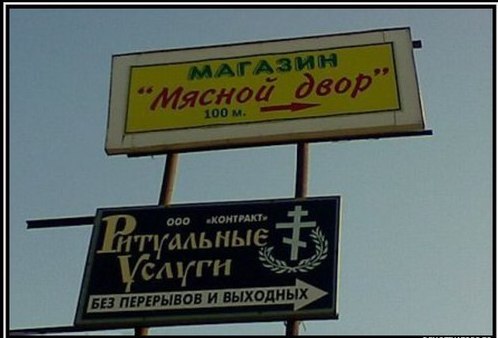 МАГАЗИН
"Мясной двор"
100 м.
ООО «КОНТРАКТ»
Ритуальные
Услуги
БЕЗ ПЕРЕРЫВОВ И ВЫХОДНЫХ